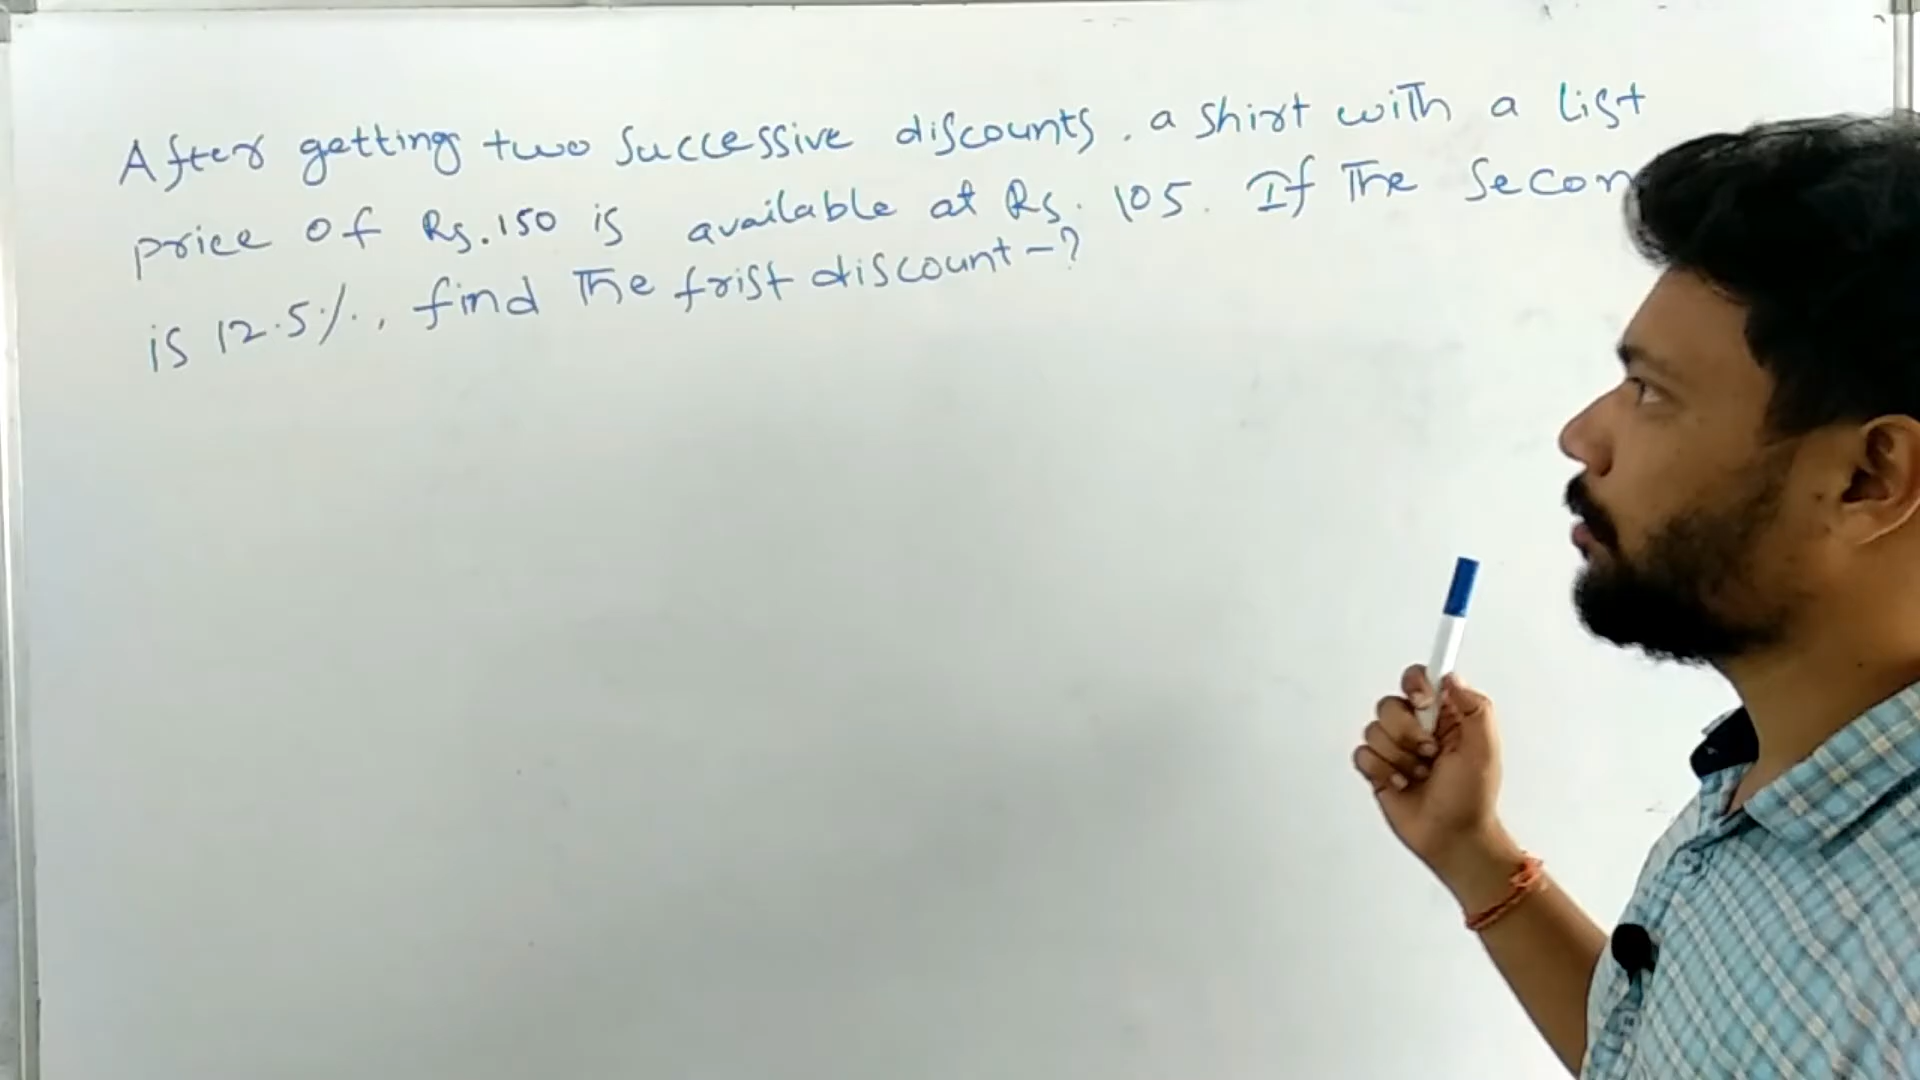 After getting two successive discounts, a shirt with a list
price of Rs. 150 is available at Rs. 105. If The Secon
is 12.5%, find The frist discount-?